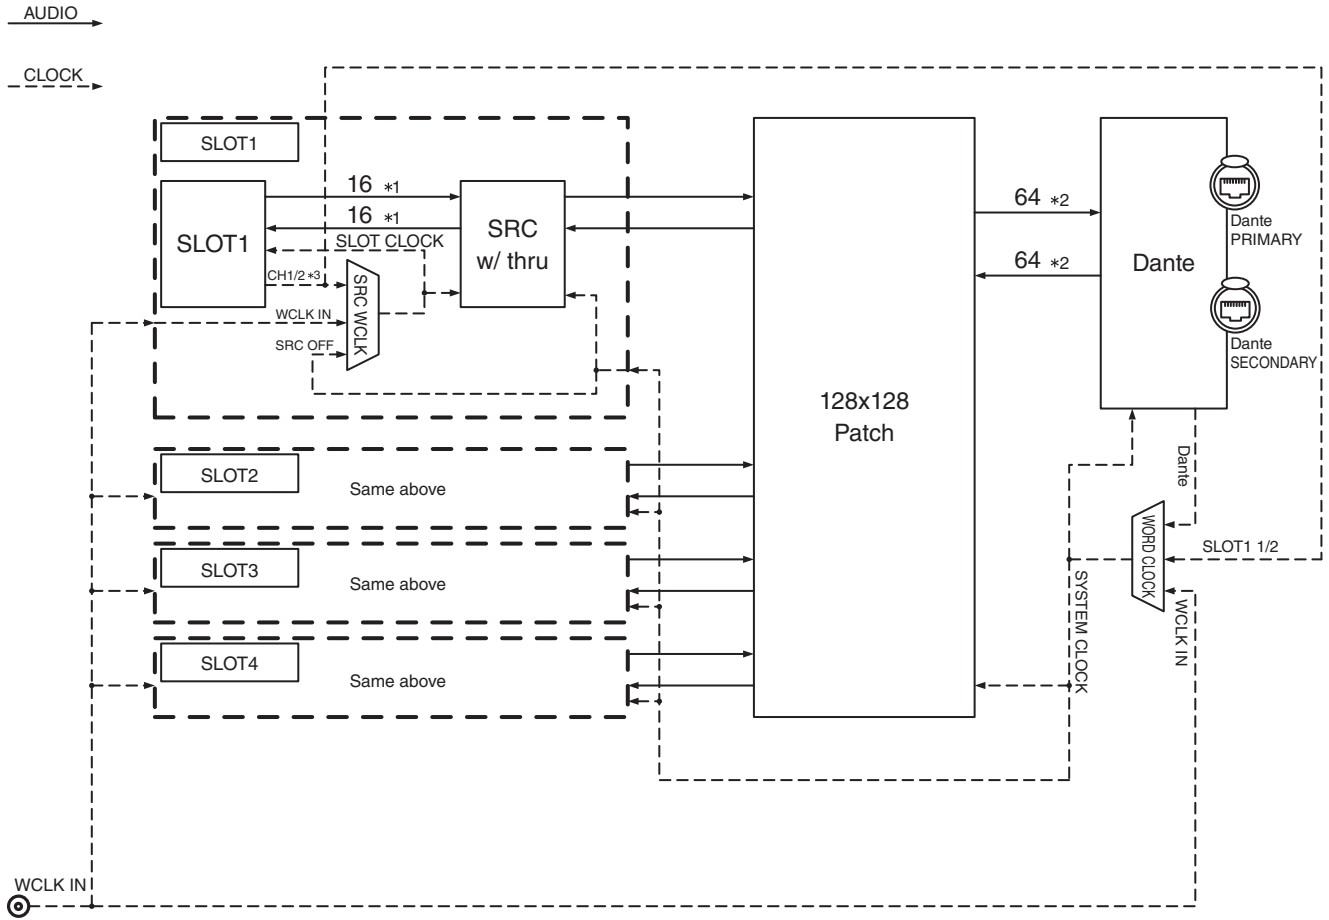 AUDIO
CLOCK
SLOT1
16 *1
16 *1
SLOT1
SLOT CLOCK
SRC
w/ thru
CH1/2 *3
SRC WCLK
WCLK IN
SRC OFF
SLOT2
Same above
SLOT3
Same above
SLOT4
Same above
128x128
Patch
64 *2
64 *2
Dante
Dante
PRIMARY
Dante
SECONDARY
Dante
WORD CLOCK
SLOT1 1/2
SYSTEM CLOCK
WCLK IN
WCLK IN